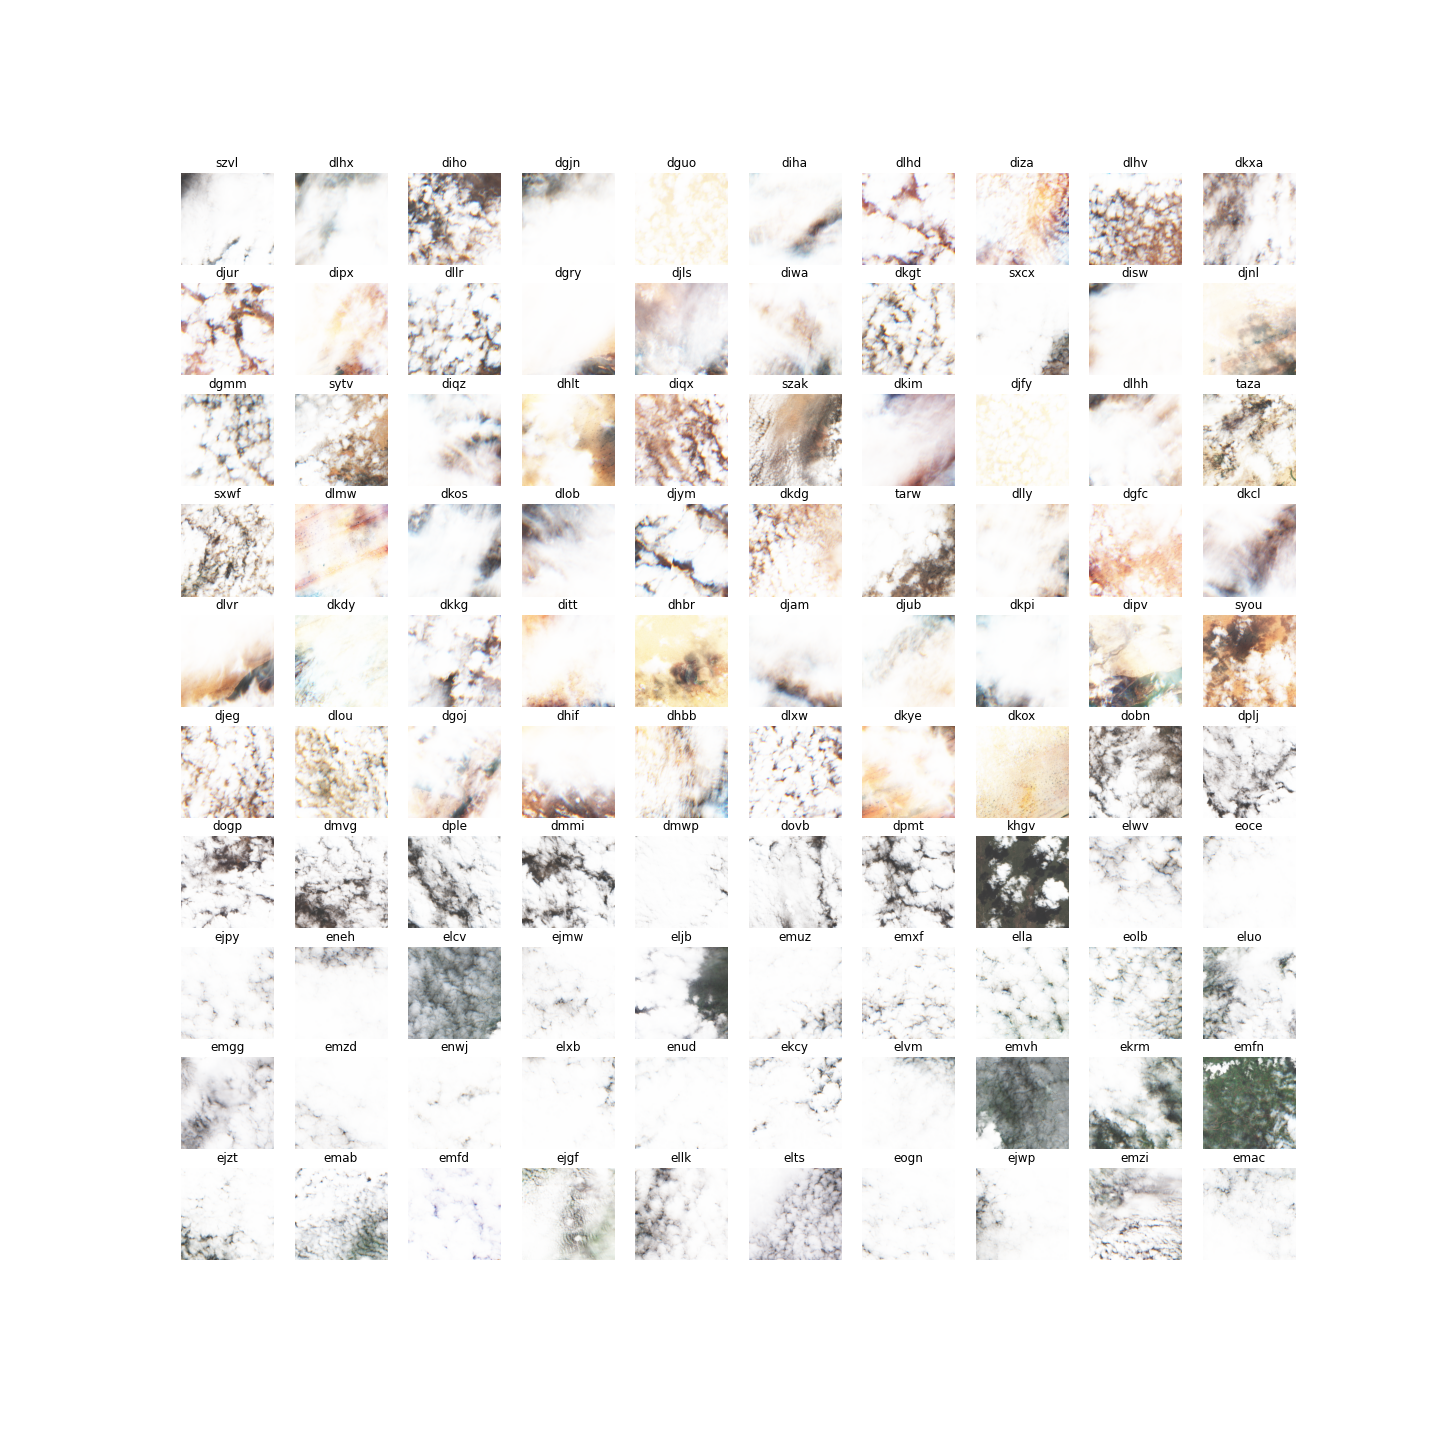 szvl dlhx diho dgjn dguo diha dlhd diza dlhv dkxa
djur dipx dllr dgry djls diwa dkgt sxcx disw djnl
dgmm sytv diqz dhlt diqx szak dkim djfy dlhh taza
sxwf dlmw dkos dlob djym dkdg tarw dlly dgfc dkcl
dlvr dkdy dkkg ditt dhbr djam djub dkpi dipv syou
djeg dlou dgoj dhif dhbb dlxw dkye dkox dobn dplj
dogp dmvg dple dmmi dmwp dovb dpmt khgv elwv eoce
ejpy eneh elcv ejmw eljb emuz emxf ella eolb eluo
emgg emzd enwj elxb enud ekcy elvm emvh ekrm emfn
ejzt emab emfd ejgf ellk elts eogn ejwp emzi emac